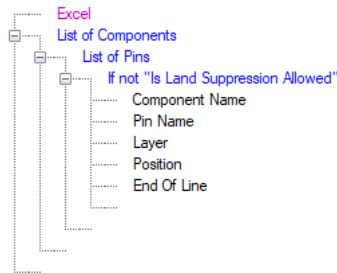 Excel
List of Components
List of Pins
If not "Is Land Suppression Allowed"
Component Name
Pin Name
Layer
Position
End Of Line